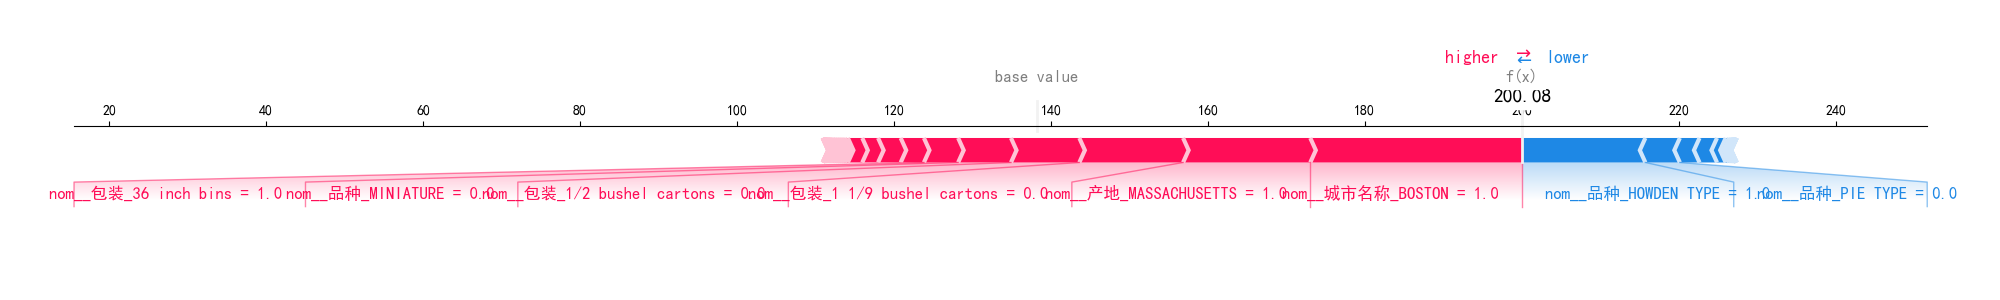 higher ⇄ lower
base value f(x)
200.08
20 40 60 80 100 120 140 160 180 200 220 240
nom__包装_36 inch bins = 1.0 nom__品种_MINIATURE = 0.0 nom__包装_1/2 bushel cartons = 0.0 nom__包装_1 1/9 bushel cartons = 0.0 nom__产地_MASSACHUSETTS = 1.0 nom__城市名称_BOSTON = 1.0 nom__品种_HOWDEN TYPE = 1.0 nom__品种_PIE TYPE = 0.0